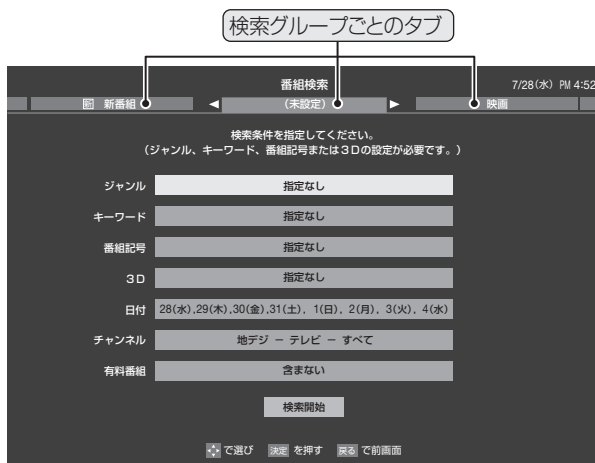 検索グループごとのタブ
番組検索 7/28(水) PM 4:52
新 新番組 ◀ (未設定) ▶ 映画
検索条件を指定してください。
(ジャンル、キーワード、番組記号または3Dの設定が必要です。)
ジャンル 指定なし
キーワード 指定なし
番組記号 指定なし
3D 指定なし
日付 28(水),29(木),30(金),31(土), 1(日), 2(月), 3(火), 4(水)
チャンネル 地デジ － テレビ － すべて
有料番組 含まない
検索開始
で選び 決定 を押す 戻る で前画面